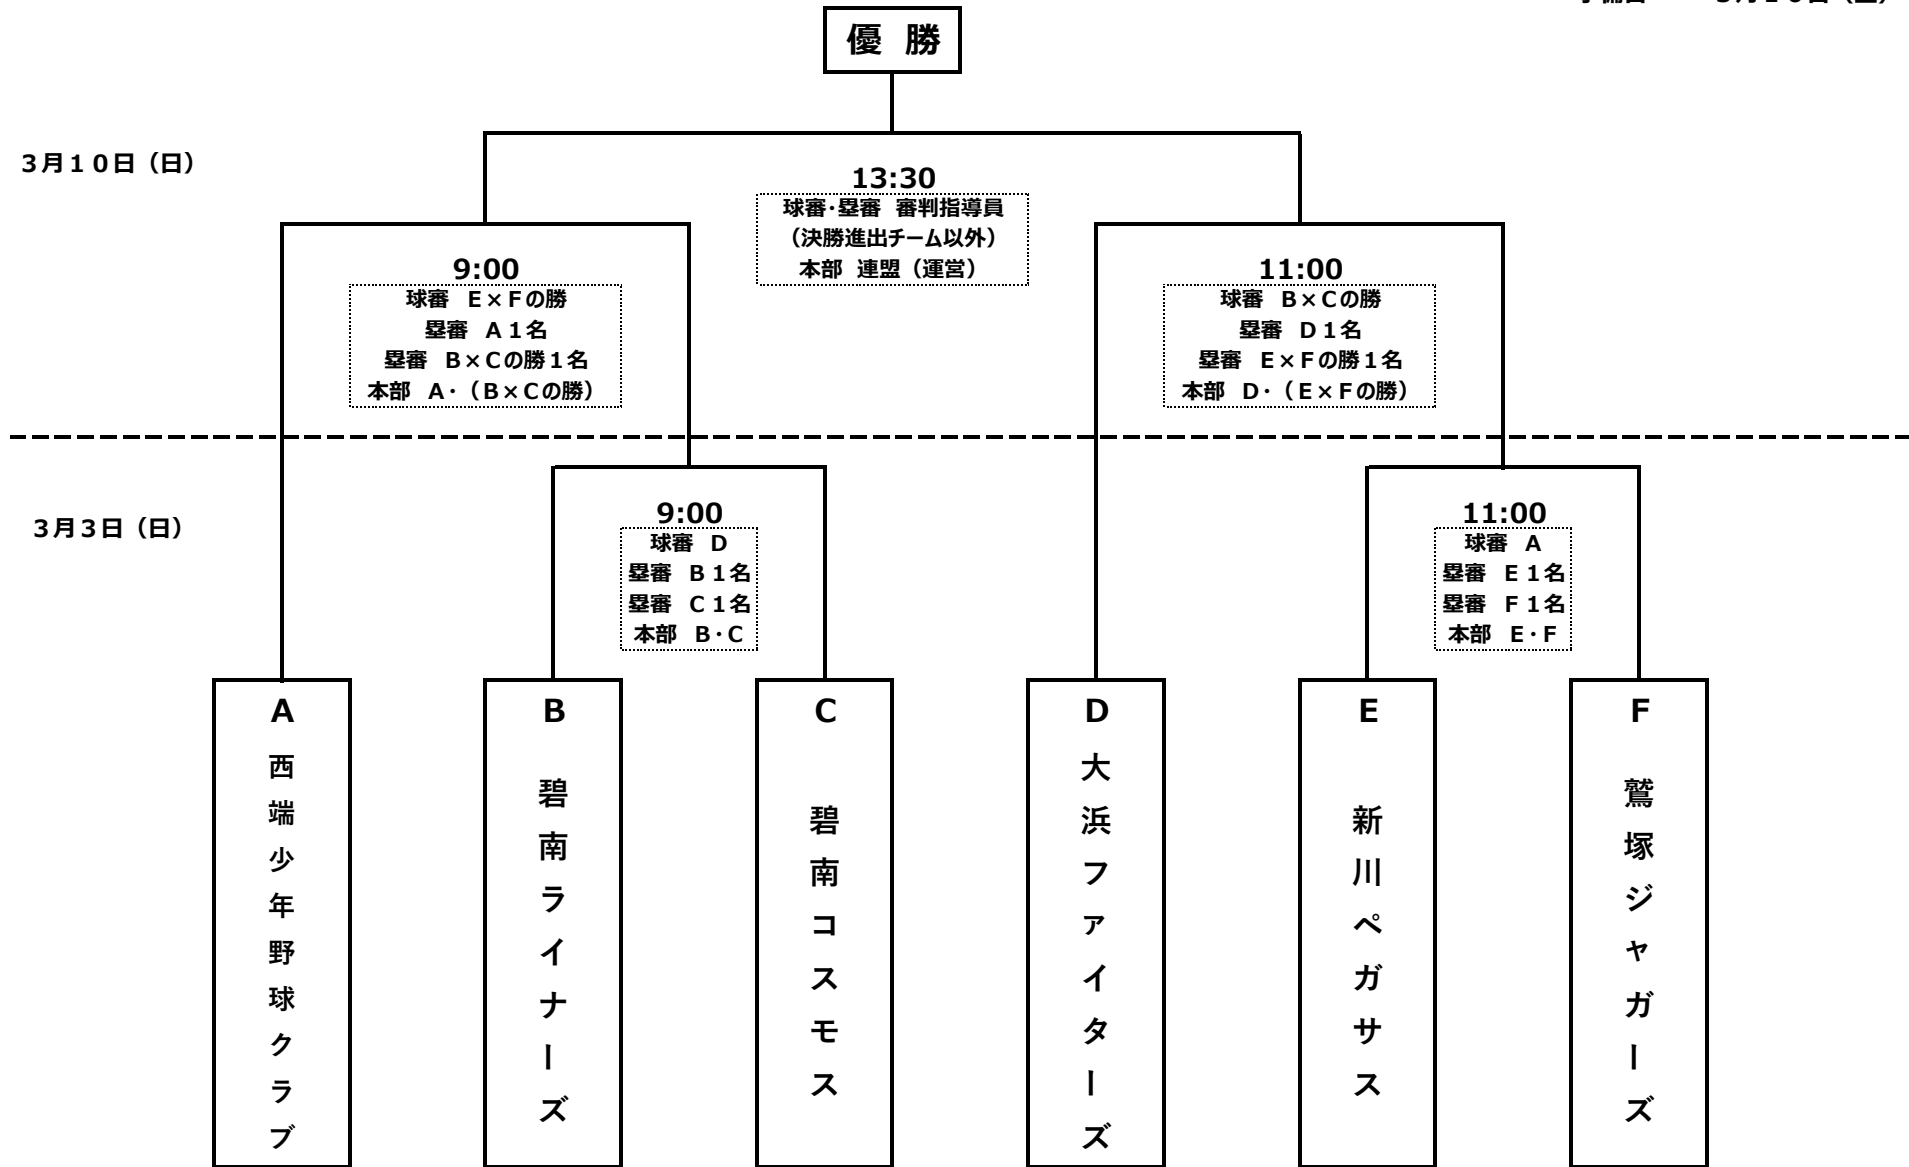 優 勝
３月１０日（日）
13:30
球審･塁審 審判指導員
（決勝進出チーム以外）
本部 連盟（運営）
9:00
球審 Ｅ×Ｆの勝
塁審 Ａ１名
塁審 Ｂ×Ｃの勝１名
本部 Ａ･（Ｂ×Ｃの勝）
11:00
球審 Ｂ×Ｃの勝
塁審 Ｄ１名
塁審 Ｅ×Ｆの勝１名
本部 Ｄ･（Ｅ×Ｆの勝）
３月３日（日）
9:00
球審 Ｄ
塁審 Ｂ１名
塁審 Ｃ１名
本部 Ｂ･Ｃ
11:00
球審 Ａ
塁審 Ｅ１名
塁審 Ｆ１名
本部 Ｅ･Ｆ
A
西端少年野球クラブ
B
碧南ライナーズ
C
碧南コスモス
D
大浜ファイターズ
E
新川ペガサス
F
鷲塚ジャガーズ